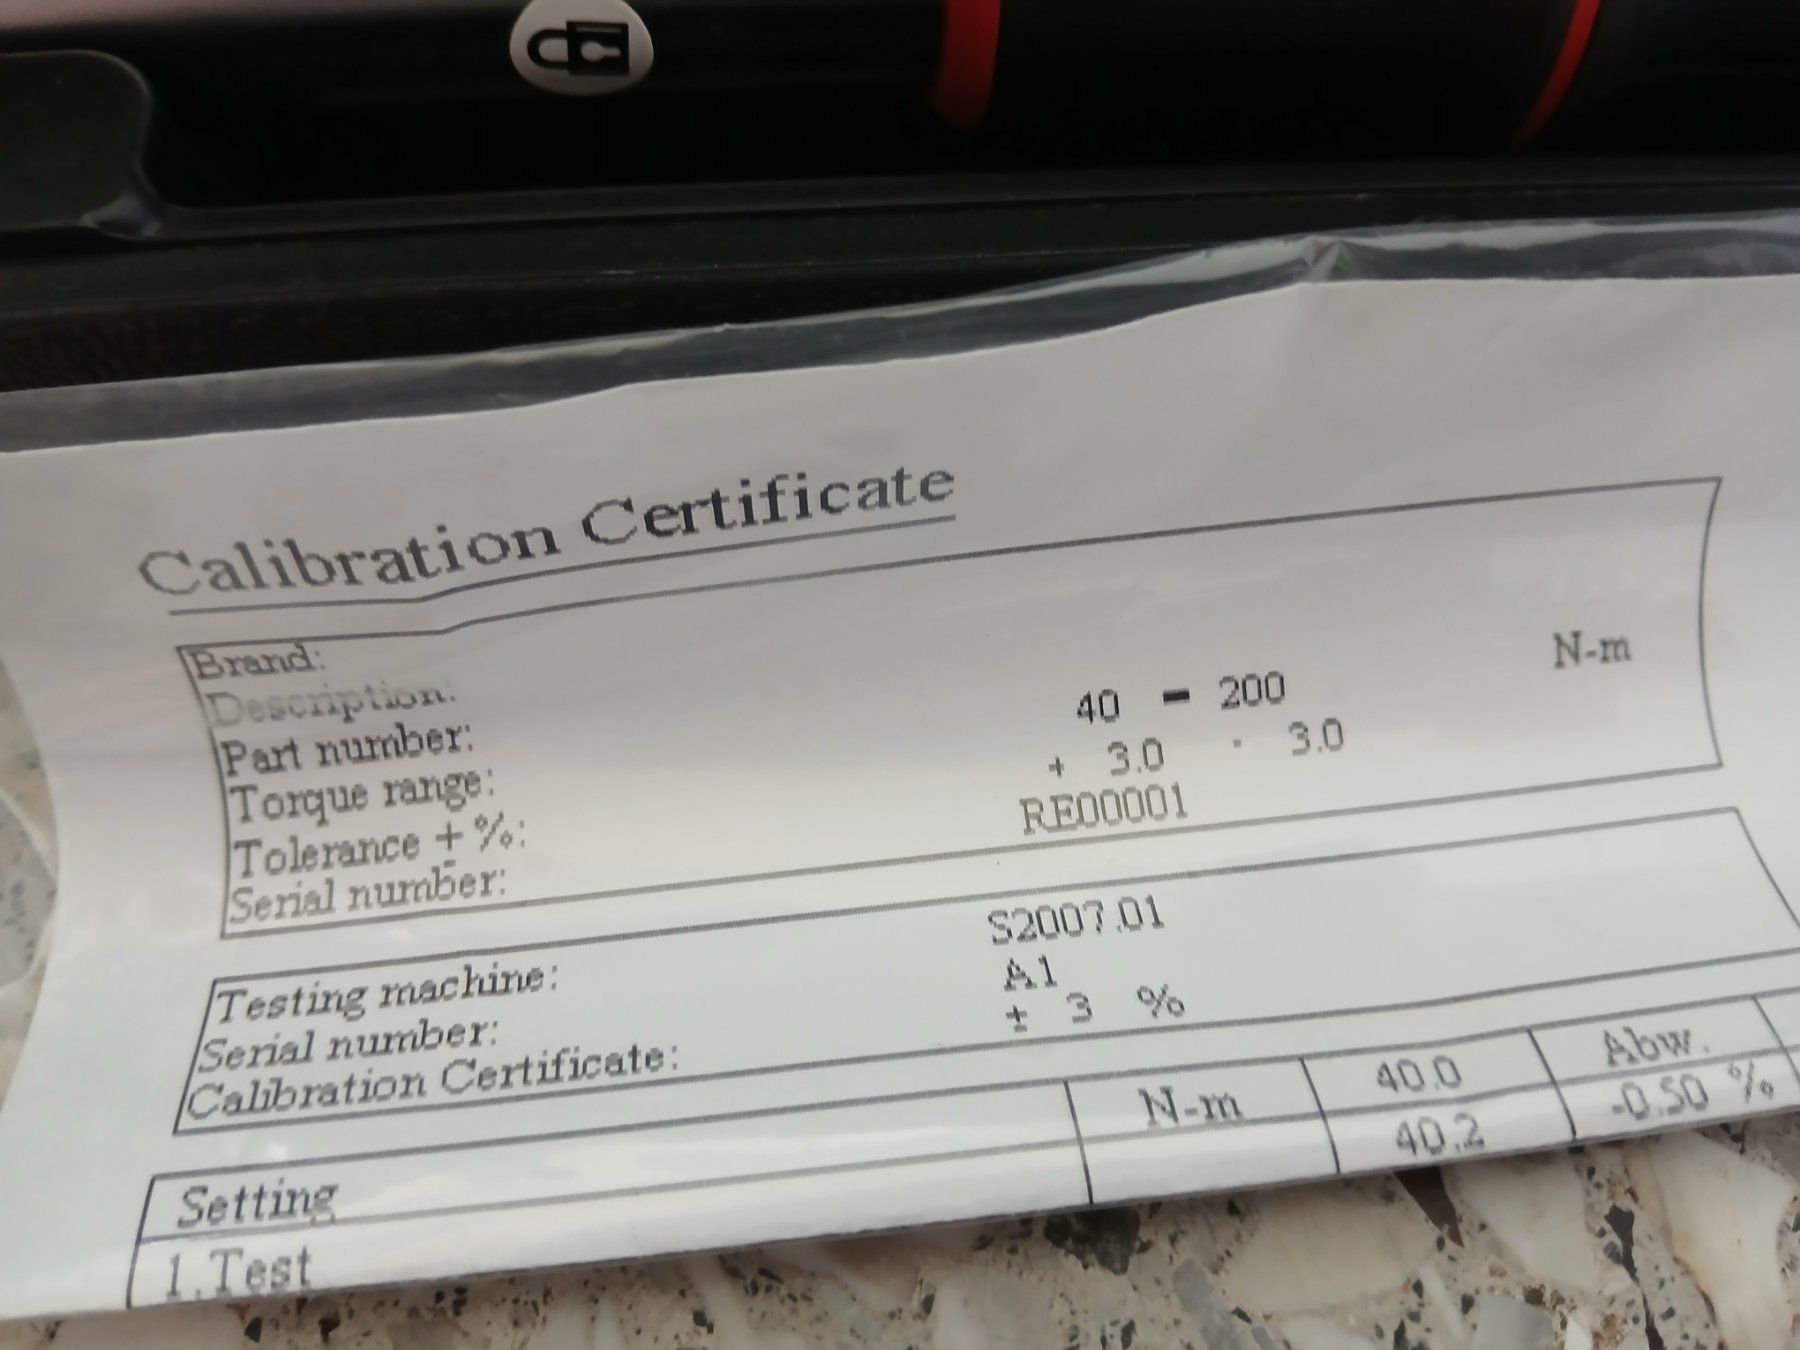 Calibration Certificate
Brand:
Description:
Part number:
Torque range: 40 - 200 N-m
Tolerance ± %: + 3.0 - 3.0
Serial number: RE00001
Testing machine: S2007.01
Serial number: A1
Calibration Certificate: ± 3 %
Setting N-m 40.0 Abw.
1.Test 40.2 -0.50 %